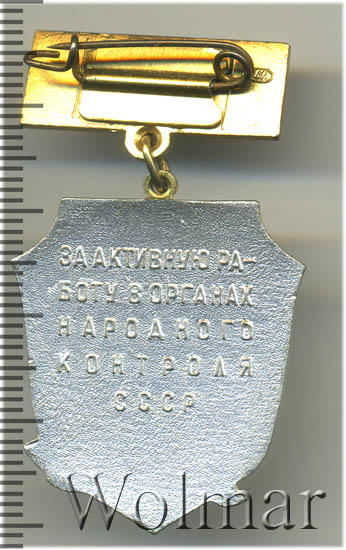 ЗА АКТИВНУЮ РА-
БОТУ В ОРГАНАХ
НАРОДНОГО
КОНТРОЛЯ
СССР
Wolmar